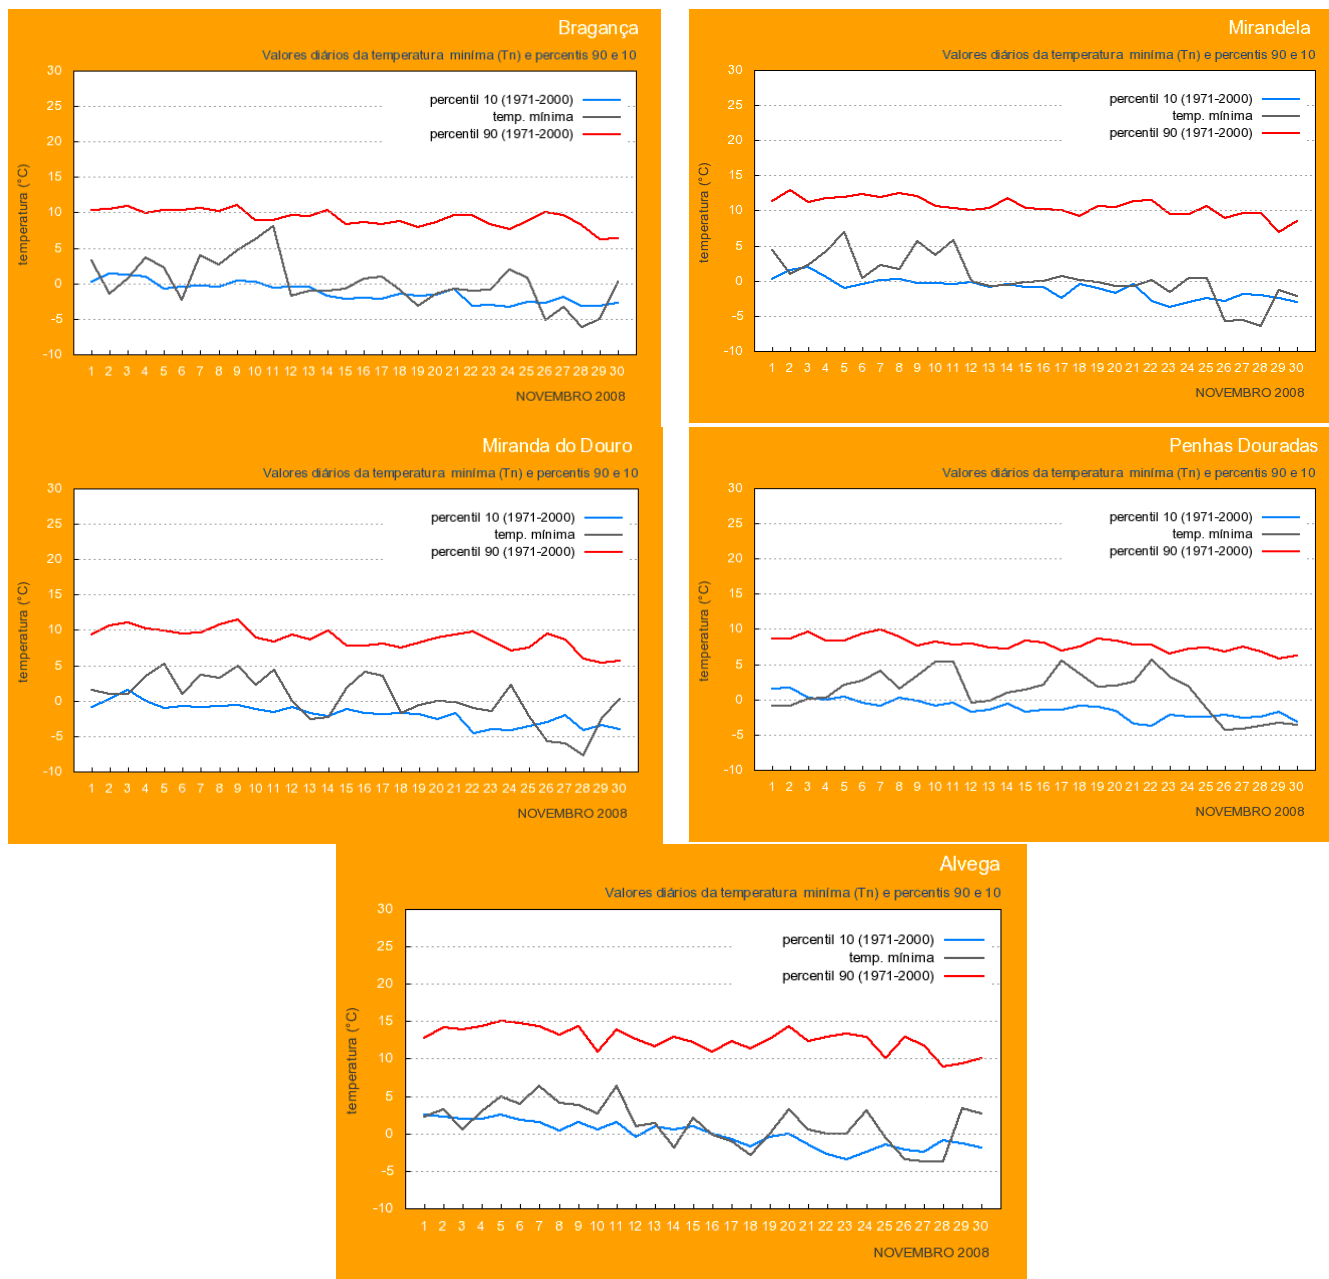 Bragança
Valores diários da temperatura miníma (Tn) e percentis 90 e 10
30
25
20
15
10
5
0
-5
-10
temperatura (°C)
percentil 10 (1971-2000)
temp. mínima
percentil 90 (1971-2000)
1 2 3 4 5 6 7 8 9 10 11 12 13 14 15 16 17 18 19 20 21 22 23 24 25 26 27 28 29 30
NOVEMBRO 2008
Mirandela
Valores diários da temperatura miníma (Tn) e percentis 90 e 10
30
25
20
15
10
5
0
-5
-10
temperatura (°C)
percentil 10 (1971-2000)
temp. mínima
percentil 90 (1971-2000)
1 2 3 4 5 6 7 8 9 10 11 12 13 14 15 16 17 18 19 20 21 22 23 24 25 26 27 28 29 30
NOVEMBRO 2008
Miranda do Douro
Valores diários da temperatura miníma (Tn) e percentis 90 e 10
30
25
20
15
10
5
0
-5
-10
temperatura (°C)
percentil 10 (1971-2000)
temp. mínima
percentil 90 (1971-2000)
1 2 3 4 5 6 7 8 9 10 11 12 13 14 15 16 17 18 19 20 21 22 23 24 25 26 27 28 29 30
NOVEMBRO 2008
Penhas Douradas
Valores diários da temperatura miníma (Tn) e percentis 90 e 10
30
25
20
15
10
5
0
-5
-10
temperatura (°C)
percentil 10 (1971-2000)
temp. mínima
percentil 90 (1971-2000)
1 2 3 4 5 6 7 8 9 10 11 12 13 14 15 16 17 18 19 20 21 22 23 24 25 26 27 28 29 30
NOVEMBRO 2008
Alvega
Valores diários da temperatura miníma (Tn) e percentis 90 e 10
30
25
20
15
10
5
0
-5
-10
temperatura (°C)
percentil 10 (1971-2000)
temp. mínima
percentil 90 (1971-2000)
1 2 3 4 5 6 7 8 9 10 11 12 13 14 15 16 17 18 19 20 21 22 23 24 25 26 27 28 29 30
NOVEMBRO 2008